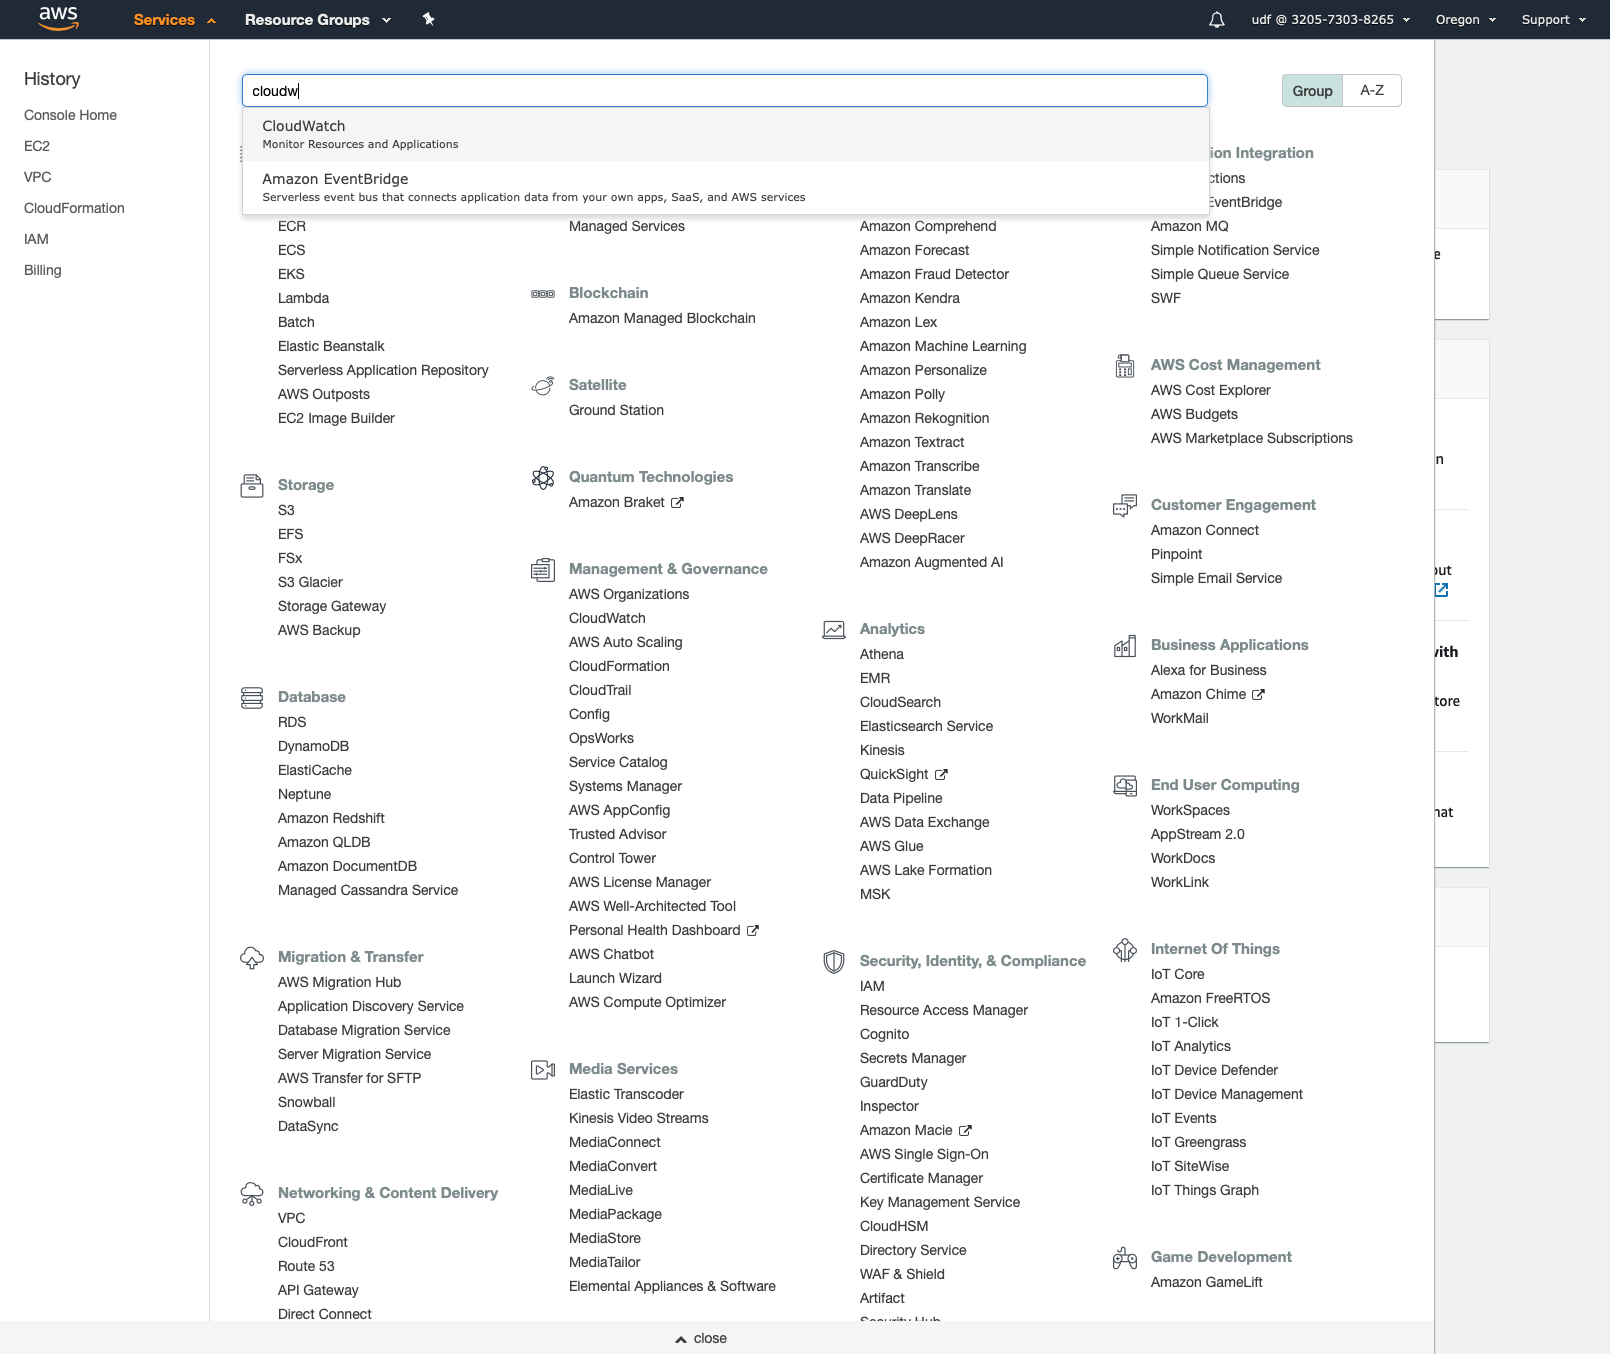 aws
Services
Resource Groups
udf @ 3205-7303-8265
Oregon
Support
History
Console Home
EC2
VPC
CloudFormation
IAM
Billing
cloudw
Group
A-Z
CloudWatch
Monitor Resources and Applications
Amazon EventBridge
Serverless event bus that connects application data from your own apps, SaaS, and AWS services
ECR
ECS
EKS
Lambda
Batch
Elastic Beanstalk
Serverless Application Repository
AWS Outposts
EC2 Image Builder
Storage
S3
EFS
FSx
S3 Glacier
Storage Gateway
AWS Backup
Database
RDS
DynamoDB
ElastiCache
Neptune
Amazon Redshift
Amazon QLDB
Amazon DocumentDB
Managed Cassandra Service
Migration & Transfer
AWS Migration Hub
Application Discovery Service
Database Migration Service
Server Migration Service
AWS Transfer for SFTP
Snowball
DataSync
Networking & Content Delivery
VPC
CloudFront
Route 53
API Gateway
Direct Connect
Managed Services
Blockchain
Amazon Managed Blockchain
Satellite
Ground Station
Quantum Technologies
Amazon Braket
Management & Governance
AWS Organizations
CloudWatch
AWS Auto Scaling
CloudFormation
CloudTrail
Config
OpsWorks
Service Catalog
Systems Manager
AWS AppConfig
Trusted Advisor
Control Tower
AWS License Manager
AWS Well-Architected Tool
Personal Health Dashboard
AWS Chatbot
Launch Wizard
AWS Compute Optimizer
Media Services
Elastic Transcoder
Kinesis Video Streams
MediaConnect
MediaConvert
MediaLive
MediaPackage
MediaStore
MediaTailor
Elemental Appliances & Software
Amazon Comprehend
Amazon Forecast
Amazon Fraud Detector
Amazon Kendra
Amazon Lex
Amazon Machine Learning
Amazon Personalize
Amazon Polly
Amazon Rekognition
Amazon Textract
Amazon Transcribe
Amazon Translate
AWS DeepLens
AWS DeepRacer
Amazon Augmented AI
Analytics
Athena
EMR
CloudSearch
Elasticsearch Service
Kinesis
QuickSight
Data Pipeline
AWS Data Exchange
AWS Glue
AWS Lake Formation
MSK
Security, Identity, & Compliance
IAM
Resource Access Manager
Cognito
Secrets Manager
GuardDuty
Inspector
Amazon Macie
AWS Single Sign-On
Certificate Manager
Key Management Service
CloudHSM
Directory Service
WAF & Shield
Artifact
Security Hub
ion Integration
ctions
EventBridge
Amazon MQ
Simple Notification Service
Simple Queue Service
SWF
AWS Cost Management
AWS Cost Explorer
AWS Budgets
AWS Marketplace Subscriptions
Customer Engagement
Amazon Connect
Pinpoint
Simple Email Service
Business Applications
Alexa for Business
Amazon Chime
WorkMail
End User Computing
WorkSpaces
AppStream 2.0
WorkDocs
WorkLink
Internet Of Things
IoT Core
Amazon FreeRTOS
IoT 1-Click
IoT Analytics
IoT Device Defender
IoT Device Management
IoT Events
IoT Greengrass
IoT SiteWise
IoT Things Graph
Game Development
Amazon GameLift
e
n
out
with
tore
hat
close